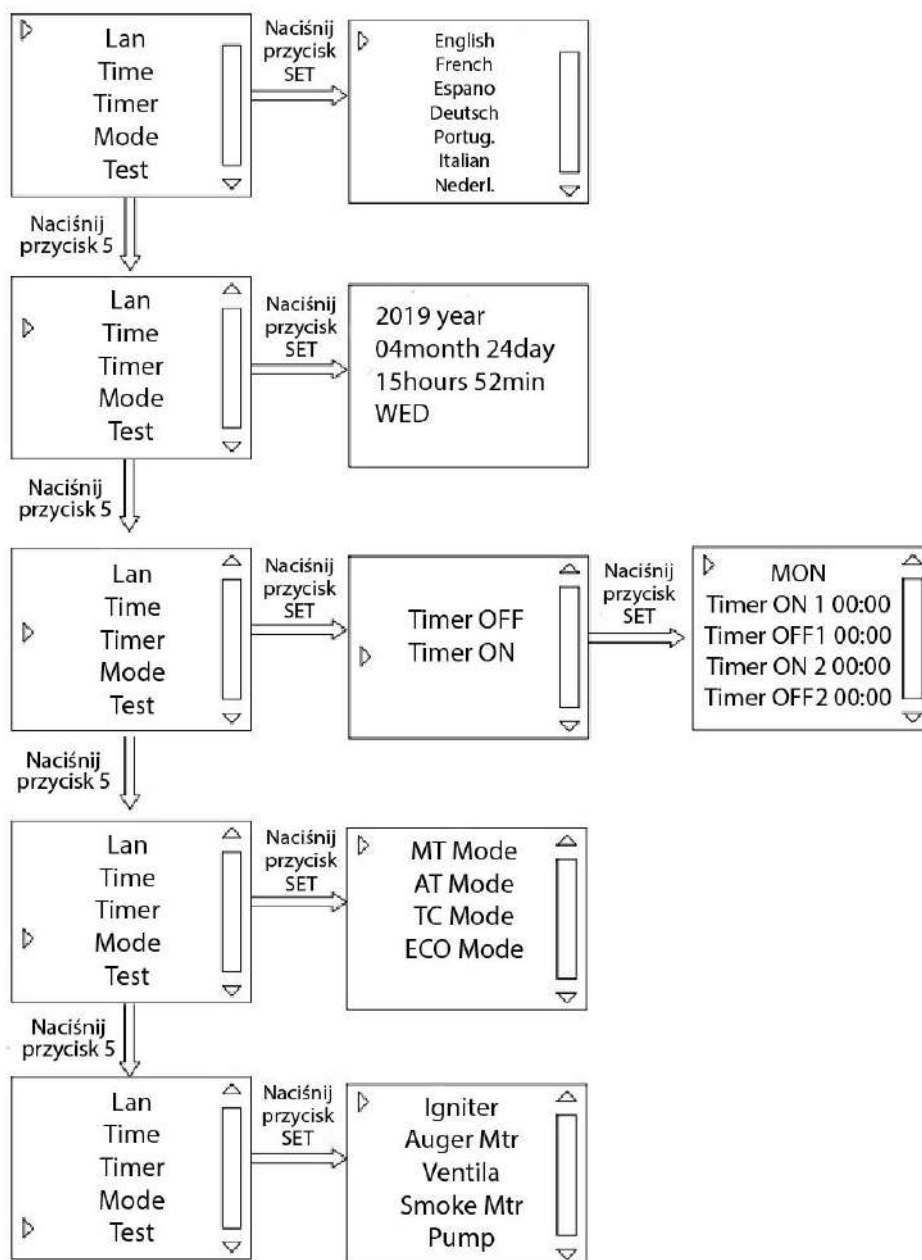 Lan
Time
Timer
Mode
Test
Naciśnij
przycisk
SET
English
French
Espano
Deutsch
Portug.
Italian
Nederl.
Naciśnij
przycisk 5
Lan
Time
Timer
Mode
Test
Naciśnij
przycisk
SET
2019 year
04month 24day
15hours 52min
WED
Naciśnij
przycisk 5
Lan
Time
Timer
Mode
Test
Naciśnij
przycisk
SET
Timer OFF
Timer ON
Naciśnij
przycisk
SET
MON
Timer ON 1 00:00
Timer OFF1 00:00
Timer ON 2 00:00
Timer OFF2 00:00
Naciśnij
przycisk 5
Lan
Time
Timer
Mode
Test
Naciśnij
przycisk
SET
MT Mode
AT Mode
TC Mode
ECO Mode
Naciśnij
przycisk 5
Lan
Time
Timer
Mode
Test
Naciśnij
przycisk
SET
Igniter
Auger Mtr
Ventila
Smoke Mtr
Pump